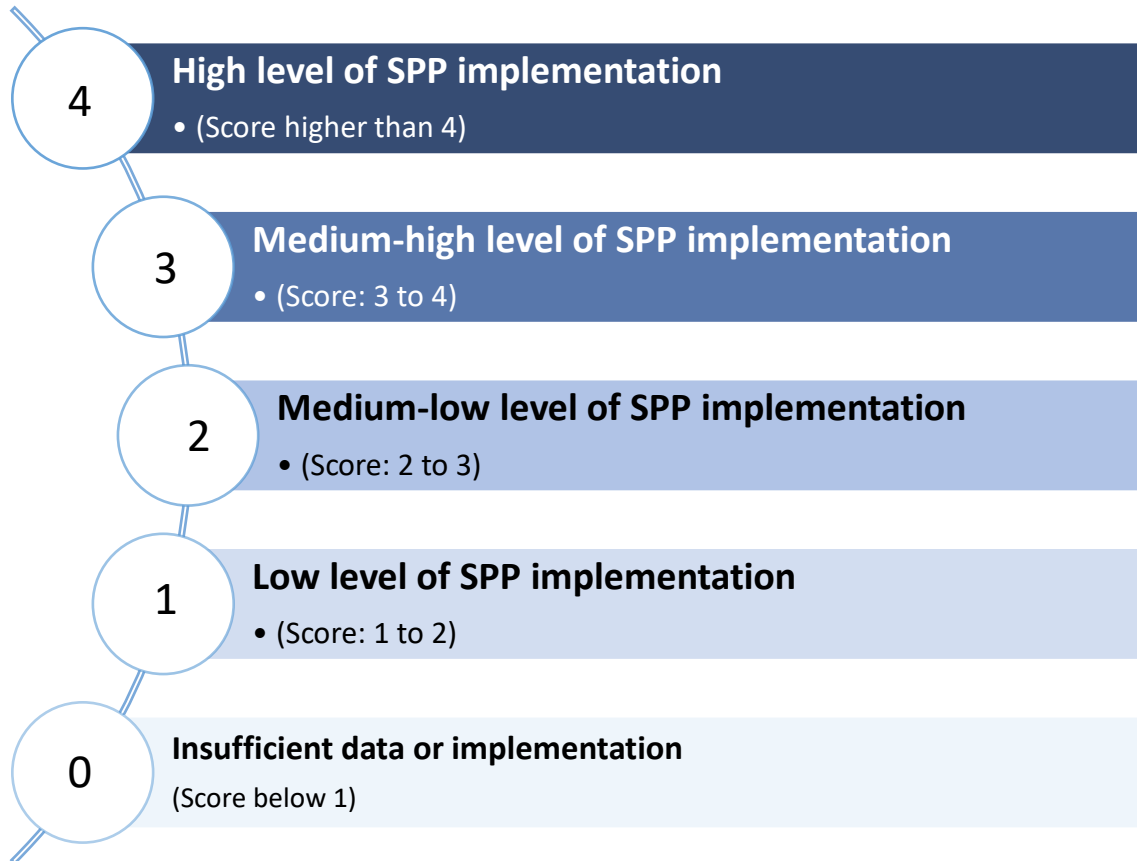 4
High level of SPP implementation
• (Score higher than 4)
3
Medium-high level of SPP implementation
• (Score: 3 to 4)
2
Medium-low level of SPP implementation
• (Score: 2 to 3)
1
Low level of SPP implementation
• (Score: 1 to 2)
0
Insufficient data or implementation
(Score below 1)